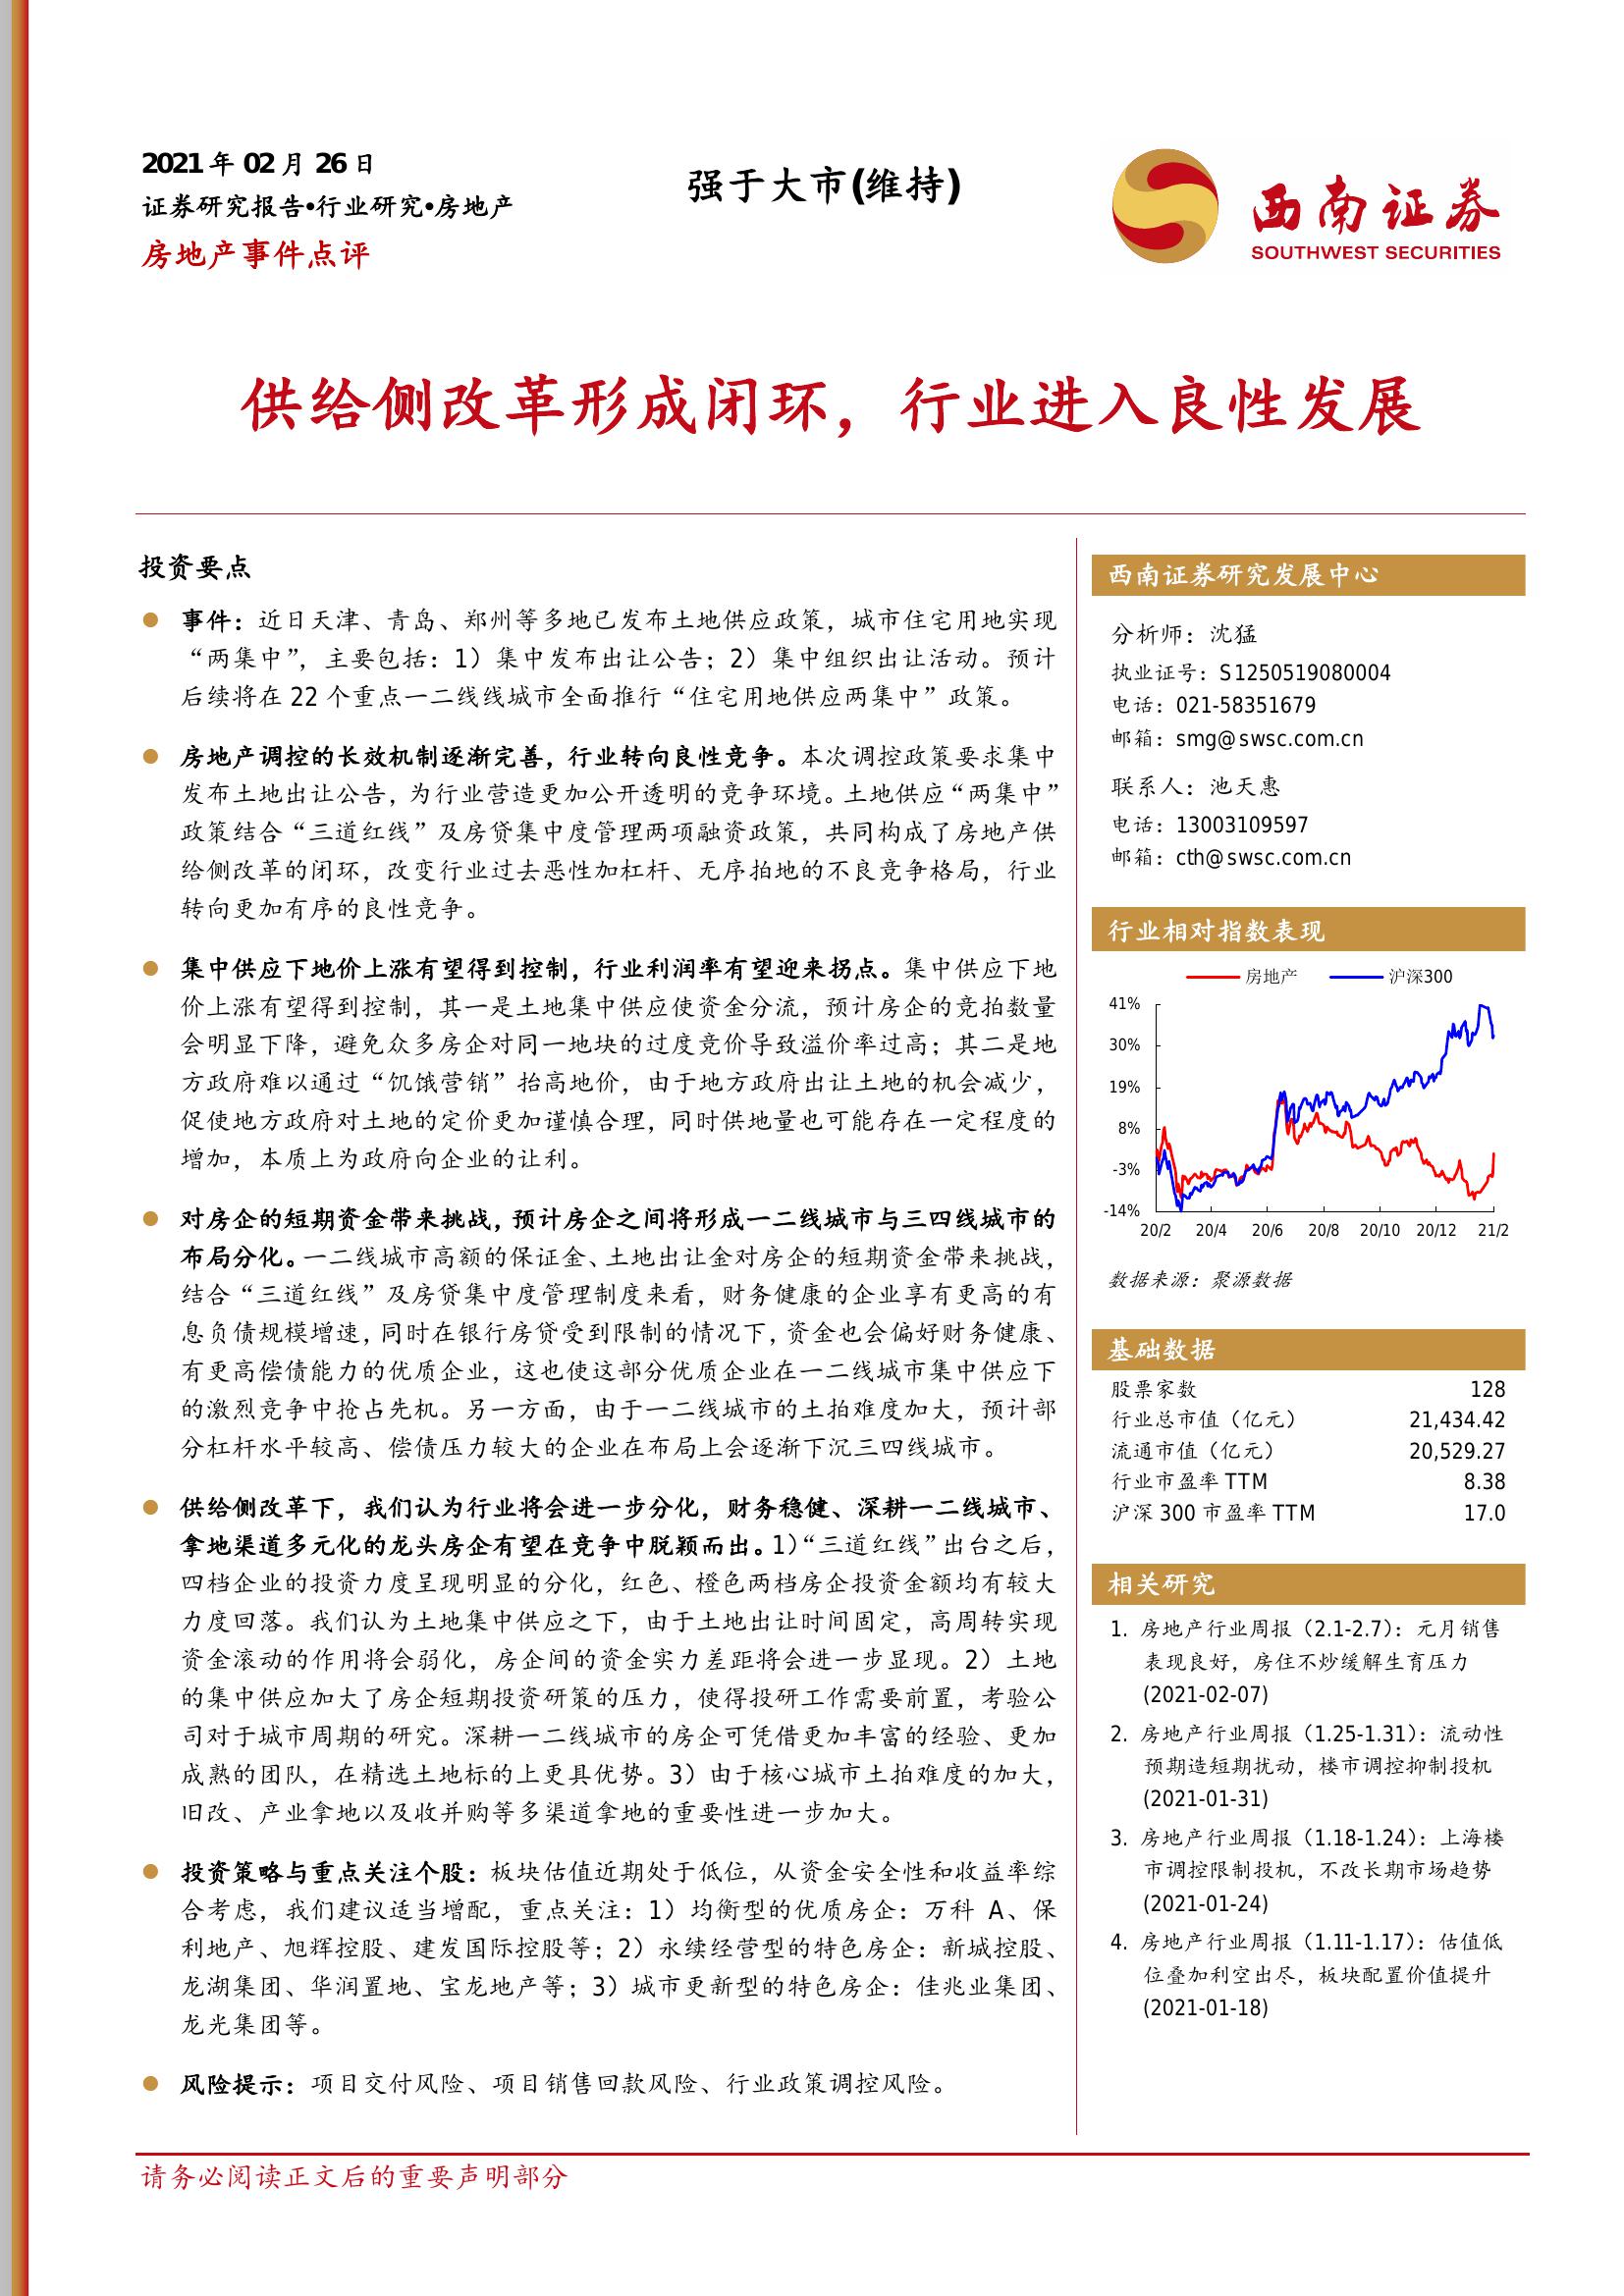 2021 年 02 月 26 日
证券研究报告•行业研究•房地产
房地产事件点评
强于大市(维持)
西南证券
SOUTHWEST SECURITIES
供给侧改革形成闭环，行业进入良性发展
投资要点
事件：近日天津、青岛、郑州等多地已发布土地供应政策，城市住宅用地实现
“两集中”，主要包括：1）集中发布出让公告；2）集中组织出让活动。预计
后续将在 22 个重点一二线线城市全面推行“住宅用地供应两集中”政策。
房地产调控的长效机制逐渐完善，行业转向良性竞争。本次调控政策要求集中
发布土地出让公告，为行业营造更加公开透明的竞争环境。土地供应“两集中”
政策结合“三道红线”及房贷集中度管理两项融资政策，共同构成了房地产供
给侧改革的闭环，改变行业过去恶性加杠杆、无序拍地的不良竞争格局，行业
转向更加有序的良性竞争。
集中供应下地价上涨有望得到控制，行业利润率有望迎来拐点。集中供应下地
价上涨有望得到控制，其一是土地集中供应使资金分流，预计房企的竞拍数量
会明显下降，避免众多房企对同一地块的过度竞价导致溢价率过高；其二是地
方政府难以通过“饥饿营销”抬高地价，由于地方政府出让土地的机会减少，
促使地方政府对土地的定价更加谨慎合理，同时供地量也可能存在一定程度的
增加，本质上为政府向企业的让利。
对房企的短期资金带来挑战，预计房企之间将形成一二线城市与三四线城市的
布局分化。一二线城市高额的保证金、土地出让金对房企的短期资金带来挑战，
结合“三道红线”及房贷集中度管理制度来看，财务健康的企业享有更高的有
息负债规模增速，同时在银行房贷受到限制的情况下，资金也会偏好财务健康、
有更高偿债能力的优质企业，这也使这部分优质企业在一二线城市集中供应下
的激烈竞争中抢占先机。另一方面，由于一二线城市的土拍难度加大，预计部
分杠杆水平较高、偿债压力较大的企业在布局上会逐渐下沉三四线城市。
供给侧改革下，我们认为行业将会进一步分化，财务稳健、深耕一二线城市、
拿地渠道多元化的龙头房企有望在竞争中脱颖而出。1）“三道红线”出台之后，
四档企业的投资力度呈现明显的分化，红色、橙色两档房企投资金额均有较大
力度回落。我们认为土地集中供应之下，由于土地出让时间固定，高周转实现
资金滚动的作用将会弱化，房企间的资金实力差距将会进一步显现。2）土地
的集中供应加大了房企短期投资研策的压力，使得投研工作需要前置，考验公
司对于城市周期的研究。深耕一二线城市的房企可凭借更加丰富的经验、更加
成熟的团队，在精选土地标的上更具优势。3）由于核心城市土拍难度的加大，
旧改、产业拿地以及收并购等多渠道拿地的重要性进一步加大。
投资策略与重点关注个股：板块估值近期处于低位，从资金安全性和收益率综
合考虑，我们建议适当增配，重点关注：1）均衡型的优质房企：万科 A、保
利地产、旭辉控股、建发国际控股等；2）永续经营型的特色房企：新城控股、
龙湖集团、华润置地、宝龙地产等；3）城市更新型的特色房企：佳兆业集团、
龙光集团等。
风险提示：项目交付风险、项目销售回款风险、行业政策调控风险。
西南证券研究发展中心
分析师：沈猛
执业证号：S1250519080004
电话：021-58351679
邮箱：smg@swsc.com.cn
联系人：池天惠
电话：13003109597
邮箱：cth@swsc.com.cn
行业相对指数表现
房地产 沪深300
41%
30%
19%
8%
-3%
-14%
20/2 20/4 20/6 20/8 20/10 20/12 21/2
数据来源：聚源数据
基础数据
股票家数 128
行业总市值（亿元） 21,434.42
流通市值（亿元） 20,529.27
行业市盈率 TTM 8.38
沪深 300 市盈率 TTM 17.0
相关研究
1. 房地产行业周报（2.1-2.7）：元月销售
表现良好，房住不炒缓解生育压力
(2021-02-07)
2. 房地产行业周报（1.25-1.31）：流动性
预期造短期扰动，楼市调控抑制投机
(2021-01-31)
3. 房地产行业周报（1.18-1.24）：上海楼
市调控限制投机，不改长期市场趋势
(2021-01-24)
4. 房地产行业周报（1.11-1.17）：估值低
位叠加利空出尽，板块配置价值提升
(2021-01-18)
请务必阅读正文后的重要声明部分